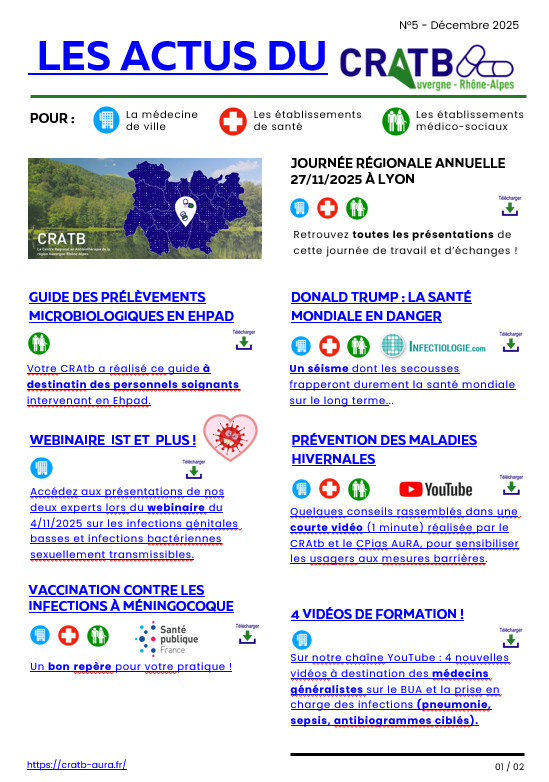 N°5 - Décembre 2025
LES ACTUS DU
CRATB
Auvergne - Rhône-Alpes
POUR :
La médecine
de ville
Les établissements
de santé
Les établissements
médico-sociaux
CRATB
Le Centre Régional en Antibiothérapie de la
région Auvergne Rhône-Alpes
JOURNÉE RÉGIONALE ANNUELLE
27/11/2025 À LYON
Télécharger
Retrouvez toutes les présentations de
cette journée de travail et d'échanges !
GUIDE DES PRÉLÈVEMENTS
MICROBIOLOGIQUES EN EHPAD
Télécharger
Votre CRAtb a réalisé ce guide à
destination des personnels soignants
intervenant en Ehpad.
DONALD TRUMP : LA SANTÉ
MONDIALE EN DANGER
INFECTIOLOGIE.com
Télécharger
Un séisme dont les secousses
frapperont durement la santé mondiale
sur le long terme...
WEBINAIRE IST ET PLUS !
Télécharger
Accédez aux présentations de nos
deux experts lors du webinaire du
4/11/2025 sur les infections génitales
basses et infections bactériennes
sexuellement transmissibles.
PRÉVENTION DES MALADIES
HIVERNALES
YouTube
Télécharger
Quelques conseils rassemblés dans une
courte vidéo (1 minute) réalisée par le
CRAtb et le CPias AuRA, pour sensibiliser
les usagers aux mesures barrières.
VACCINATION CONTRE LES
INFECTIONS À MÉNINGOCOQUE
Santé
publique
France
Télécharger
Un bon repère pour votre pratique !
4 VIDÉOS DE FORMATION !
Télécharger
Sur notre chaîne YouTube : 4 nouvelles
vidéos à destination des médecins
généralistes sur le BUA et la prise en
charge des infections (pneumonie,
sepsis, antibiogrammes ciblés).
https://cratb-aura.fr/
01 / 02